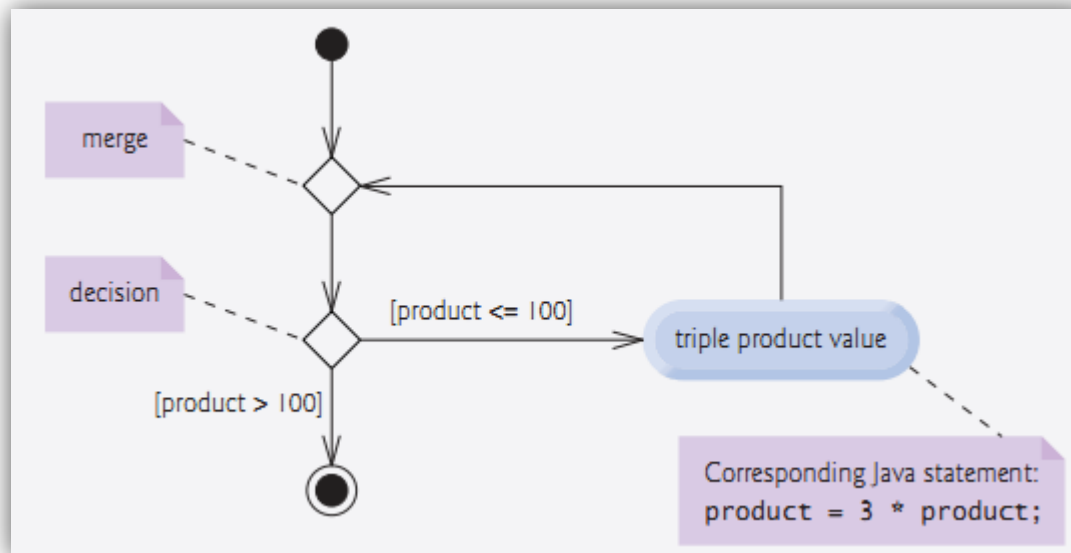 merge
decision
[product <= 100]
triple product value
[product > 100]
Corresponding Java statement:
product = 3 * product;